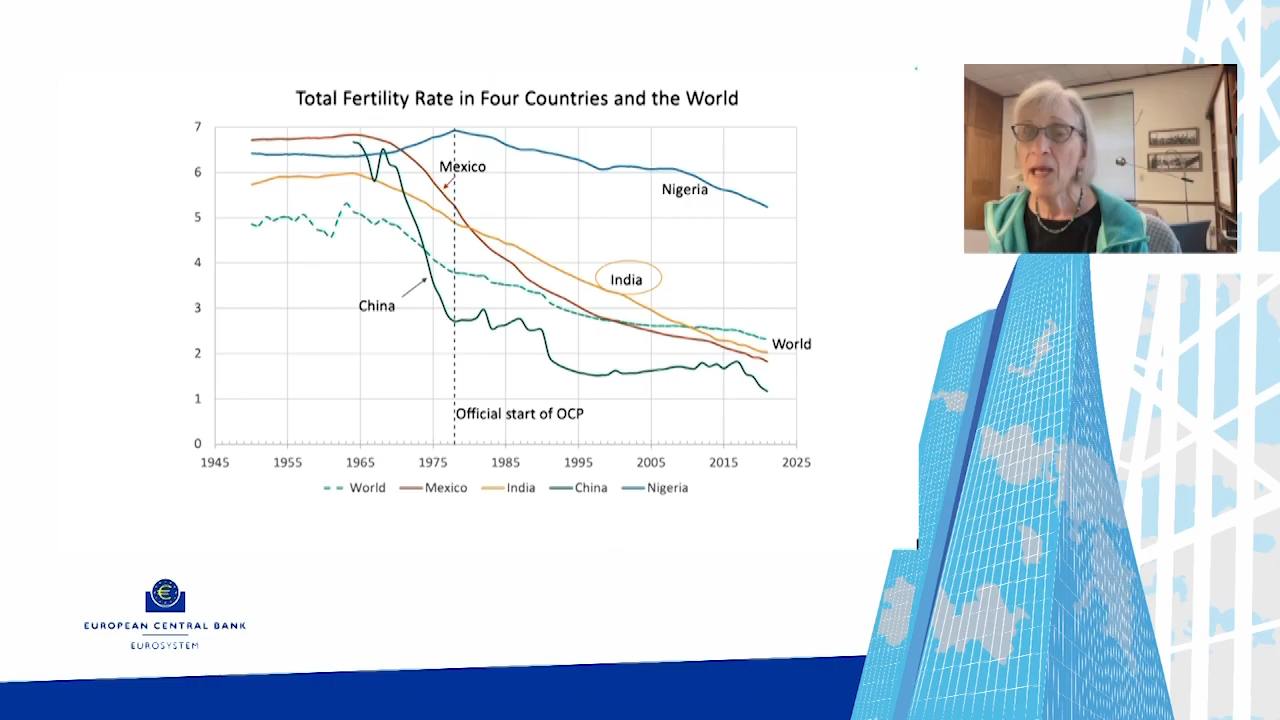 Total Fertility Rate in Four Countries and the World
7
6
5
4
3
2
1
0
Mexico
Nigeria
India
China
World
Official start of OCP
1945 1955 1965 1975 1985 1995 2005 2015 2025
World Mexico India China Nigeria
EUROPEAN CENTRAL BANK
EUROSYSTEM